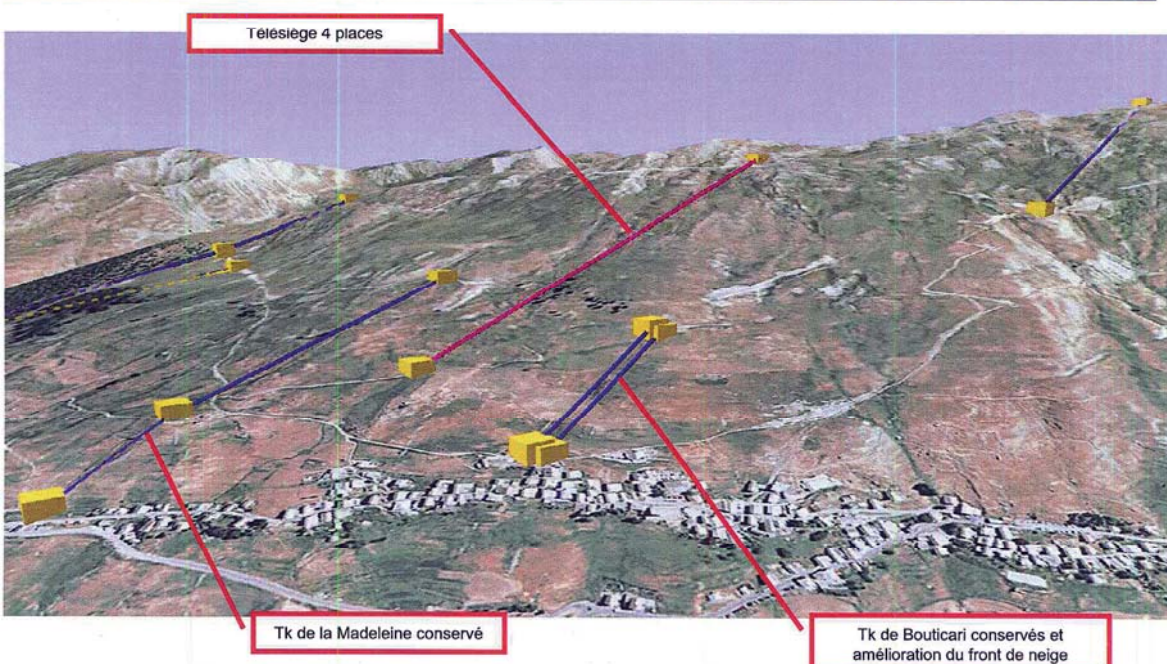 Télésiège 4 places
Tk de la Madeleine conservé
Tk de Bouticari conservés et
amélioration du front de neige